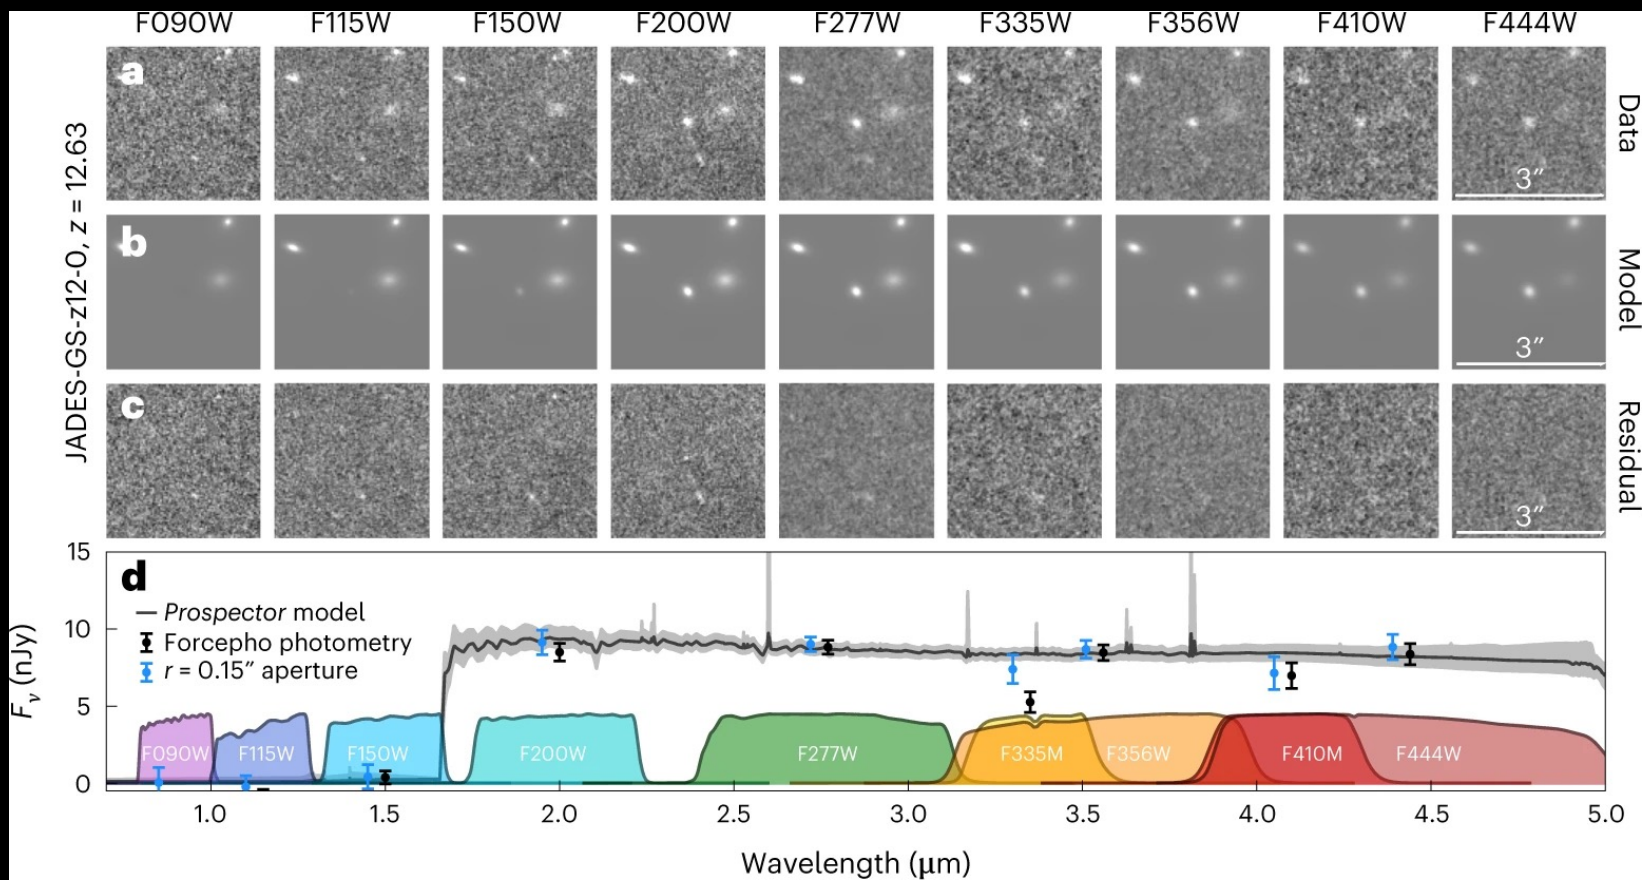 F090W F115W F150W F200W F277W F335W F356W F410W F444W
a
Data
JADES-GS-z12-0, z = 12.63
3″
b
Model
3″
c
Residual
3″
d
Prospector model
Forcepho photometry
r = 0.15″ aperture
Fν (nJy)
15
10
5
0
F090W F115W F150W F200W F277W F335M F356W F410M F444W
1.0 1.5 2.0 2.5 3.0 3.5 4.0 4.5 5.0
Wavelength (μm)